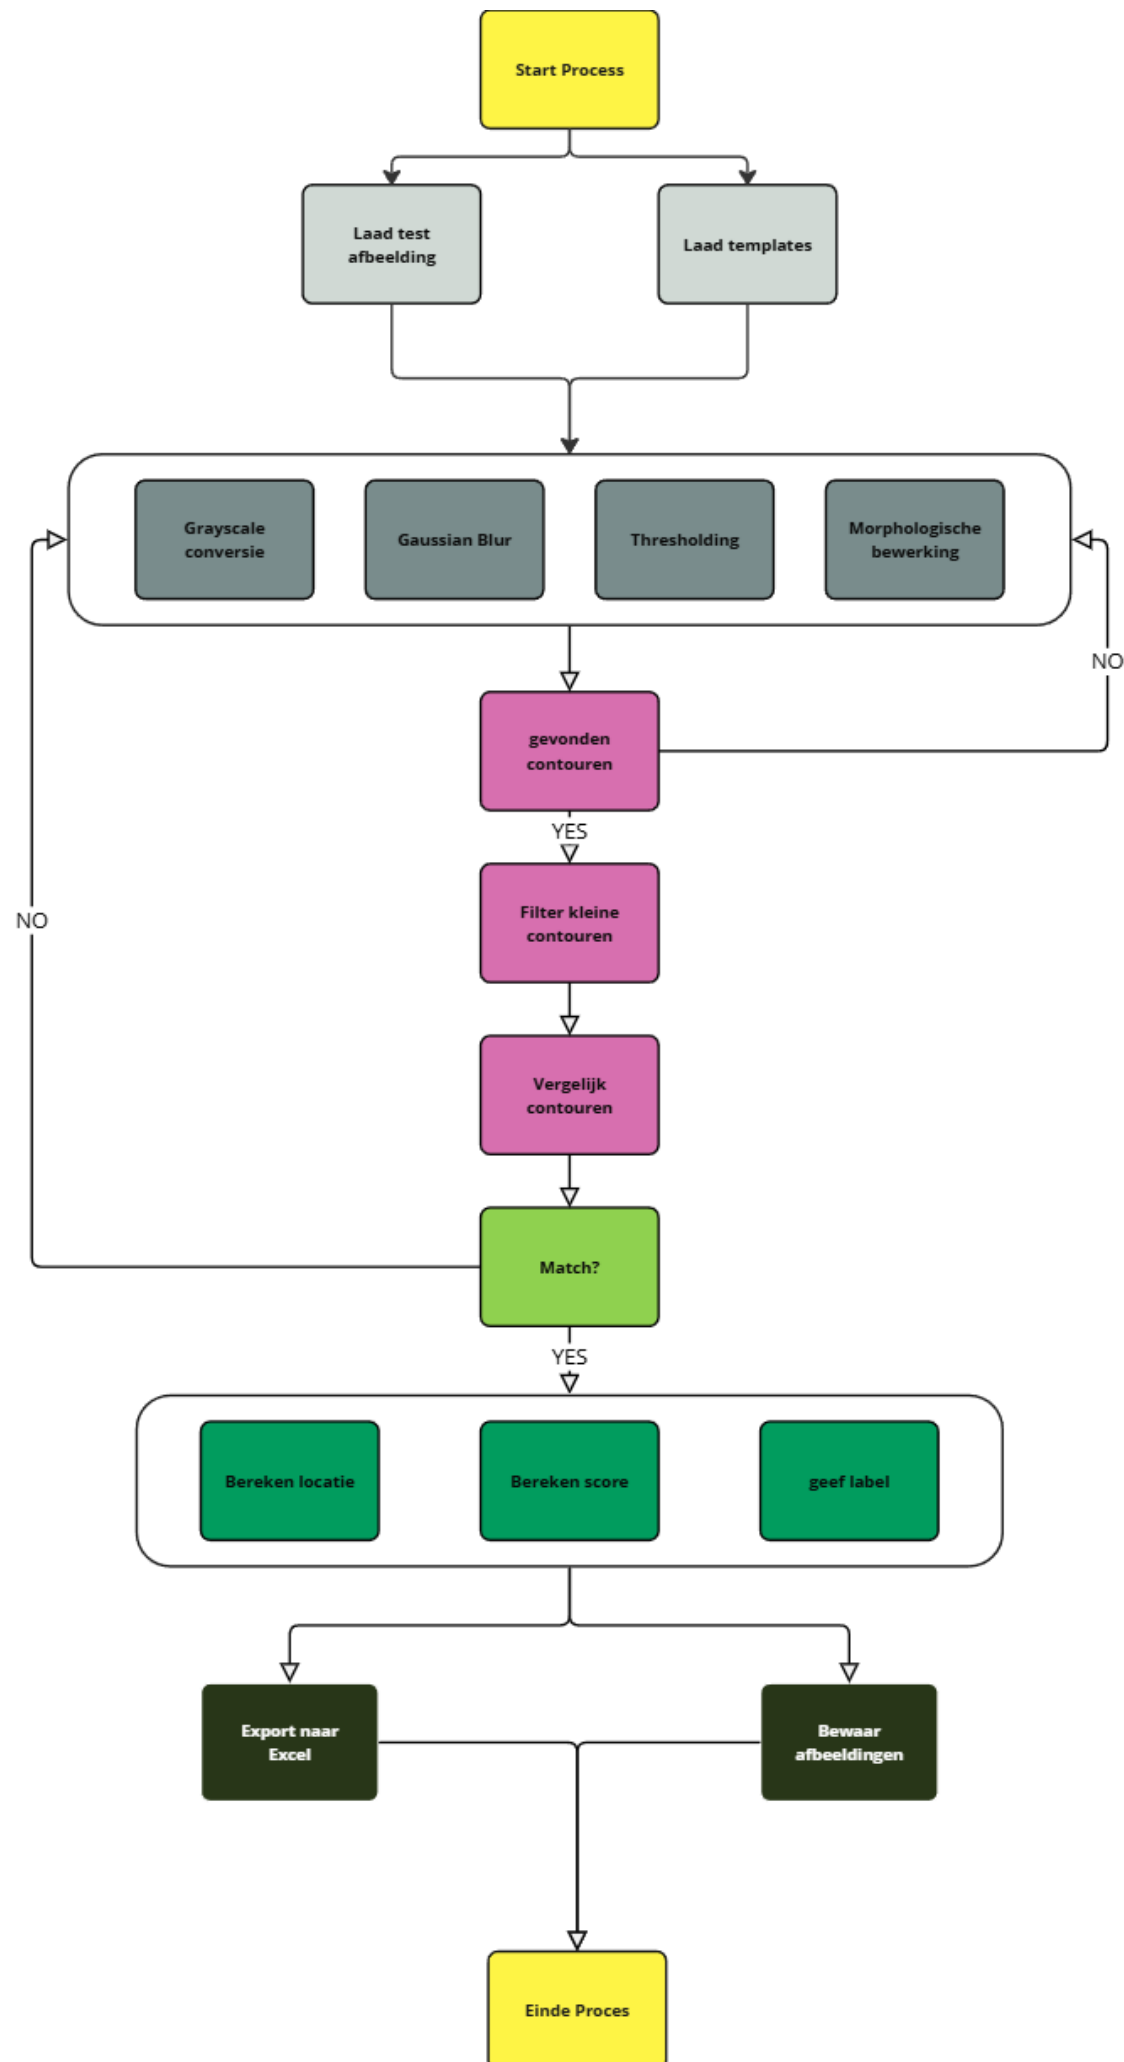 Start Process
Laad test
afbeelding
Laad templates
Grayscale
conversie
Gaussian Blur
Thresholding
Morphologische
bewerking
NO
gevonden
contouren
YES
Filter kleine
contouren
NO
Vergelijk
contouren
Match?
YES
Bereken locatie
Bereken score
geef label
Export naar
Excel
Bewaar
afbeeldingen
Einde Proces